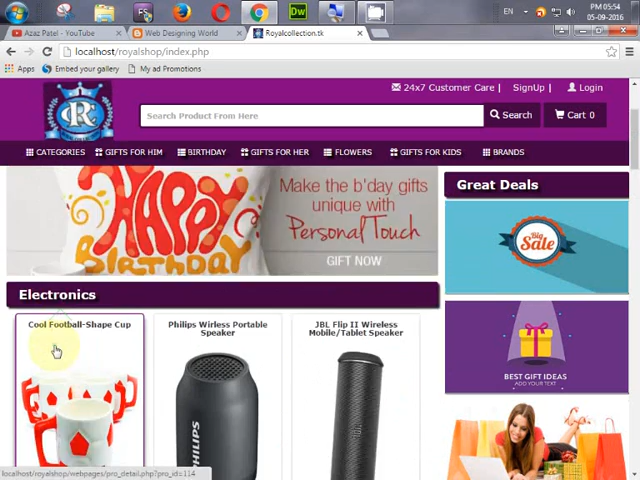 EN
PM 05:54
05-09-2016
Azaz Patel - YouTube
Web Designing World
Royalcollection.tk
localhost/royalshop/index.php
Apps
Embed your gallery
My ad Promotions
24x7 Customer Care |
SignUp |
Login
CR
Search Product From Here
Search
Cart 0
CATEGORIES
GIFTS FOR HIM
BIRTHDAY
GIFTS FOR HER
FLOWERS
GIFTS FOR KIDS
BRANDS
HAPPY
BIRTHDAY
Make the b'day gifts
unique with
Personal Touch
GIFT NOW
Great Deals
Big
Sale
BEST GIFT IDEAS
ADD YOUR TEXT
Electronics
Cool Football-Shape Cup
Philips Wirless Portable
Speaker
JBL Flip II Wireless
Mobile/Tablet Speaker
PHILIPS
localhost/royalshop/webpages/pro_detail.php?pro_id=114